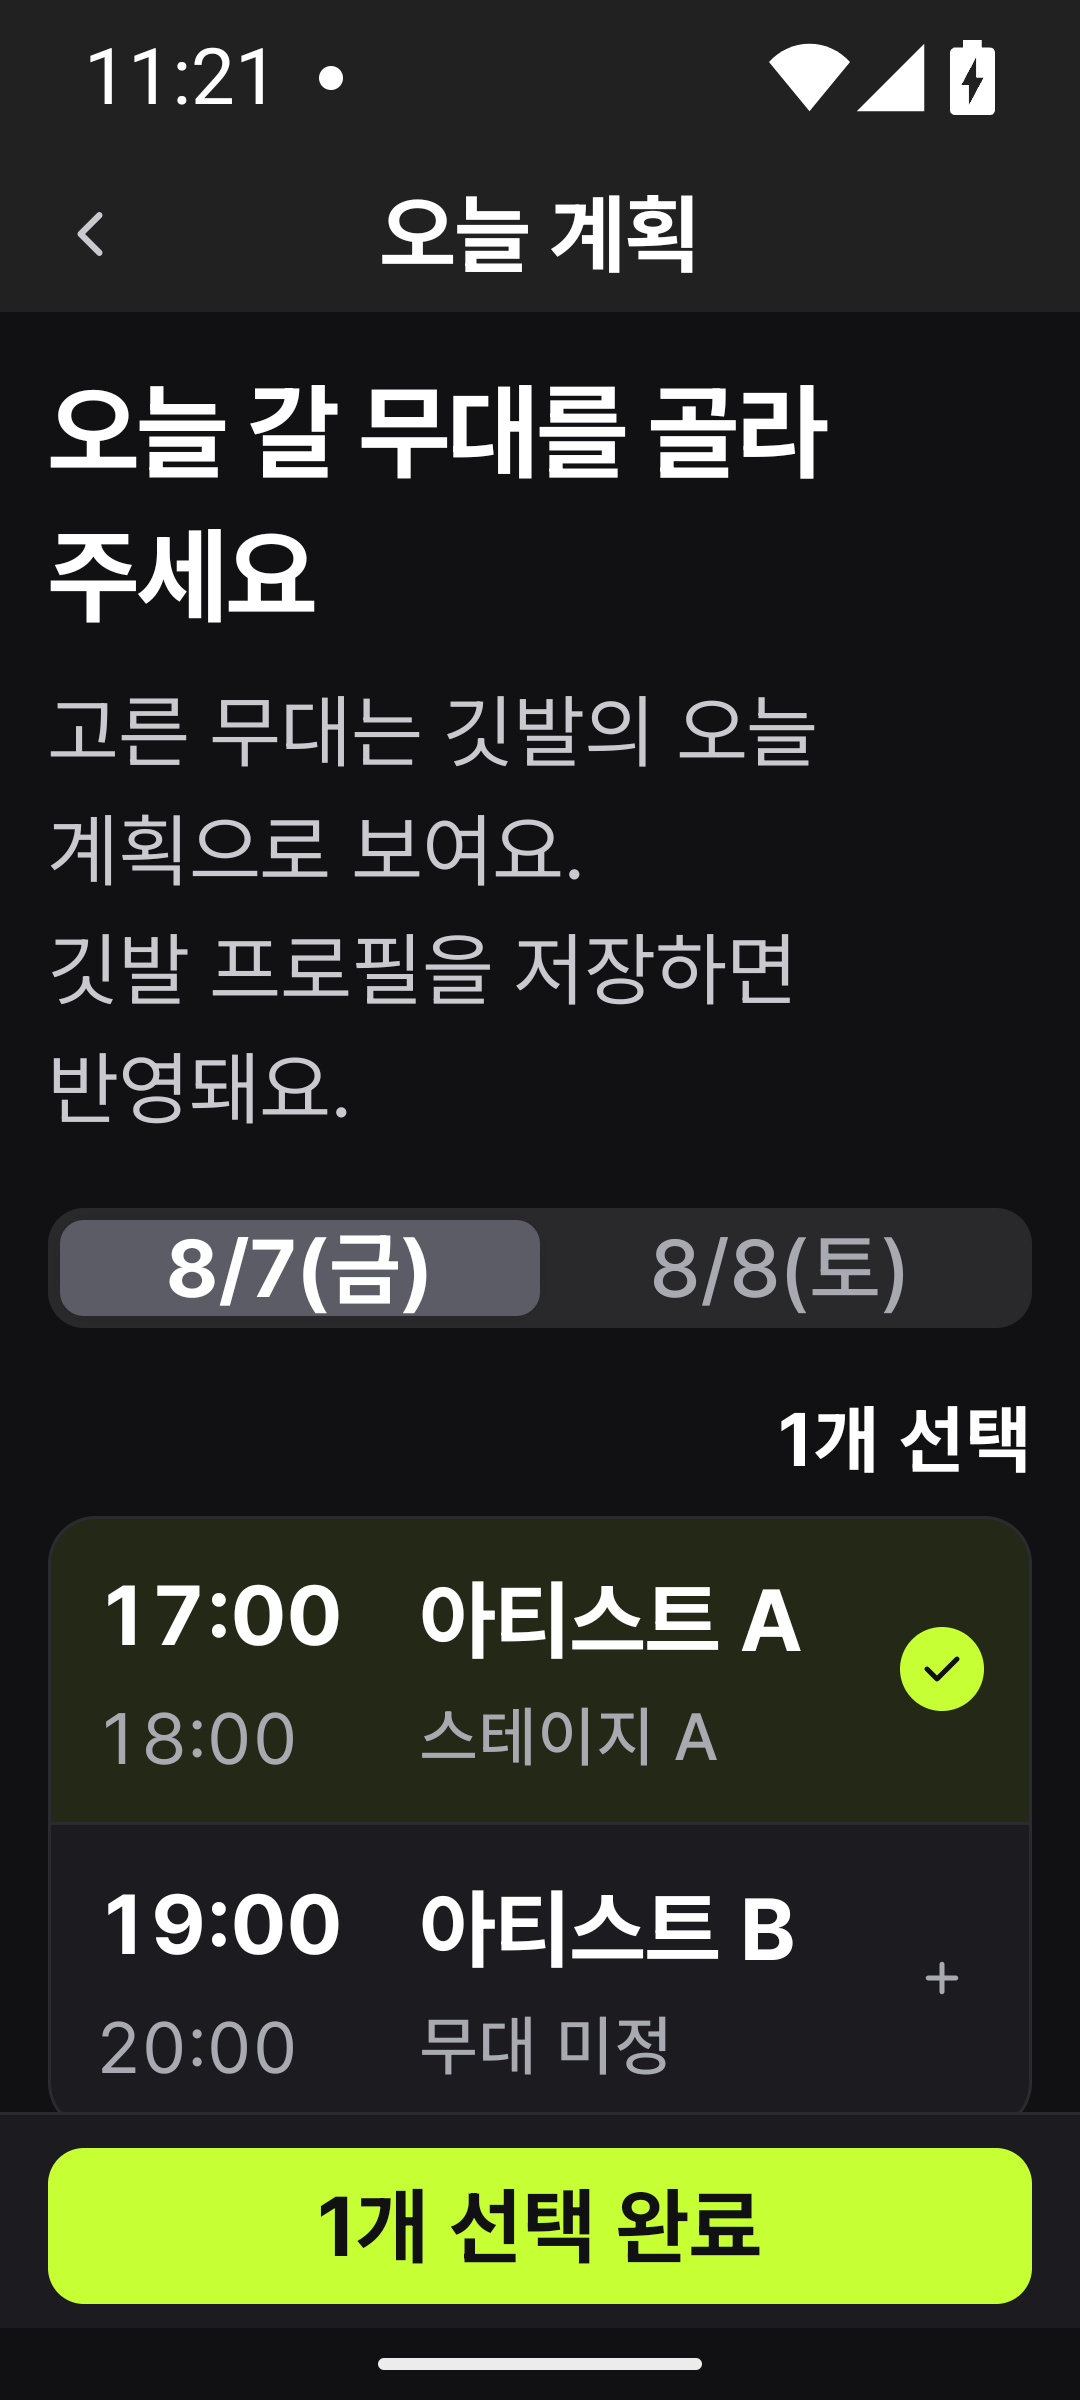 11:21
오늘 계획
오늘 갈 무대를 골라
주세요
고른 무대는 깃발의 오늘
계획으로 보여요.
깃발 프로필을 저장하면
반영돼요.
8/7(금) 8/8(토)
1개 선택
17:00 아티스트 A
18:00 스테이지 A
19:00 아티스트 B
20:00 무대 미정
1개 선택 완료